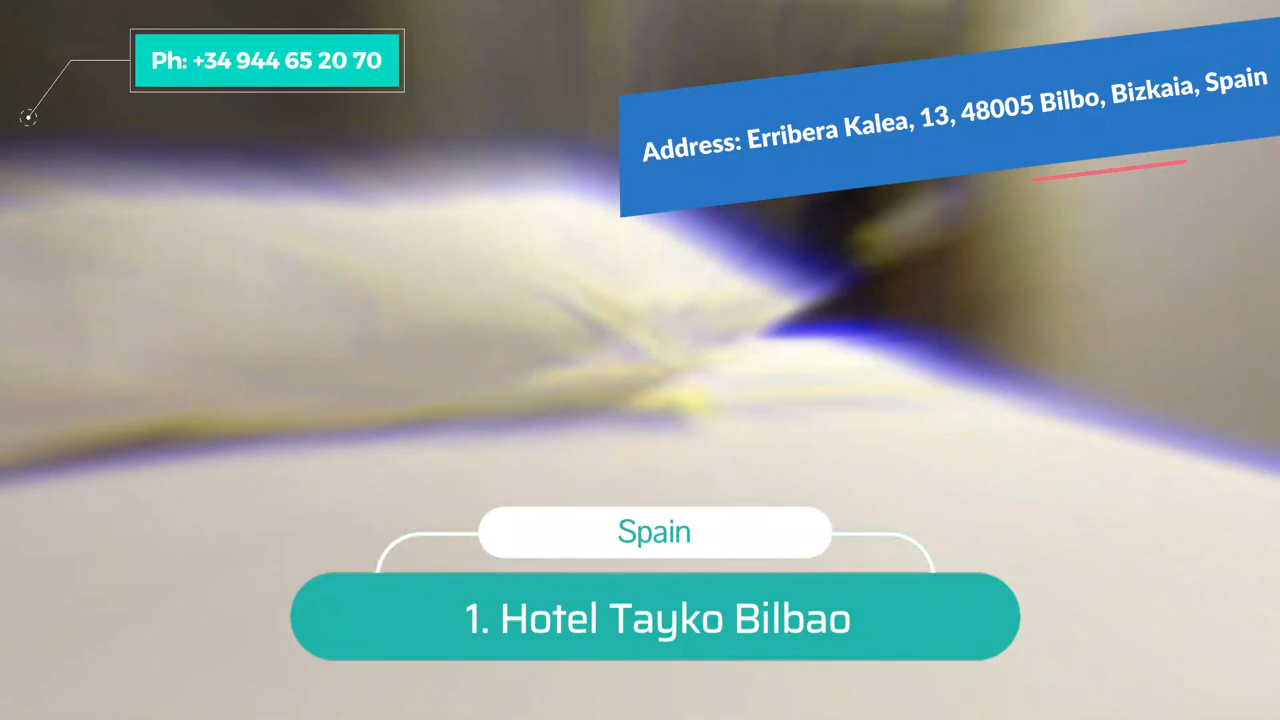 Ph: +34 944 65 20 70
Address: Erribera Kalea, 13, 48005 Bilbo, Bizkaia, Spain
Spain
1. Hotel Tayko Bilbao